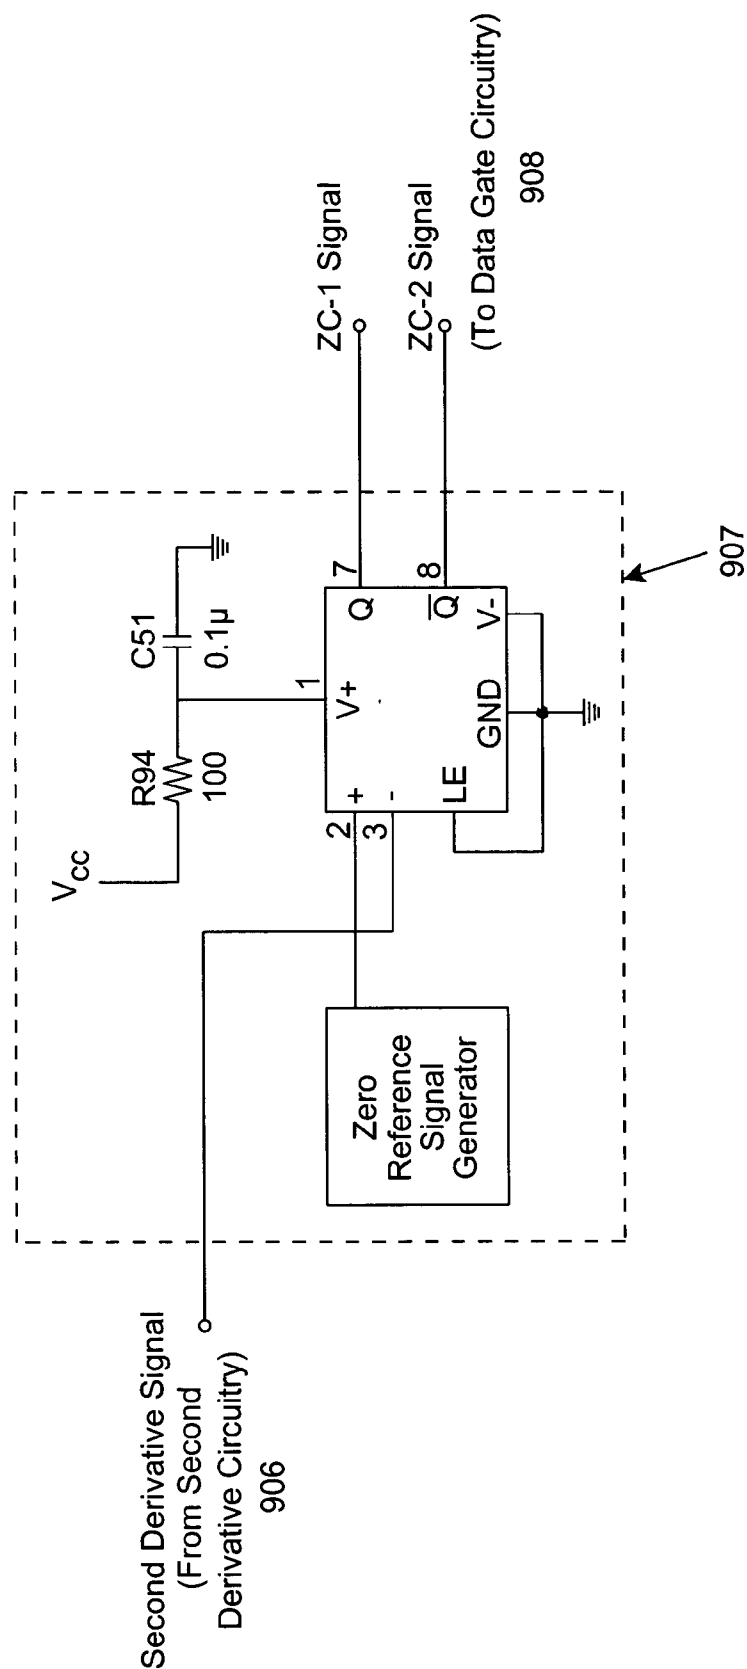 Second Derivative Signal
(From Second
Derivative Circuitry)
906
Zero
Reference
Signal
Generator
V_CC
R94
100
C51
0.1µ
1
V+
2
+
3
-
LE
GND
V-
Q
7
Q̅
8
ZC-1 Signal
ZC-2 Signal
(To Data Gate Circuitry)
908
907